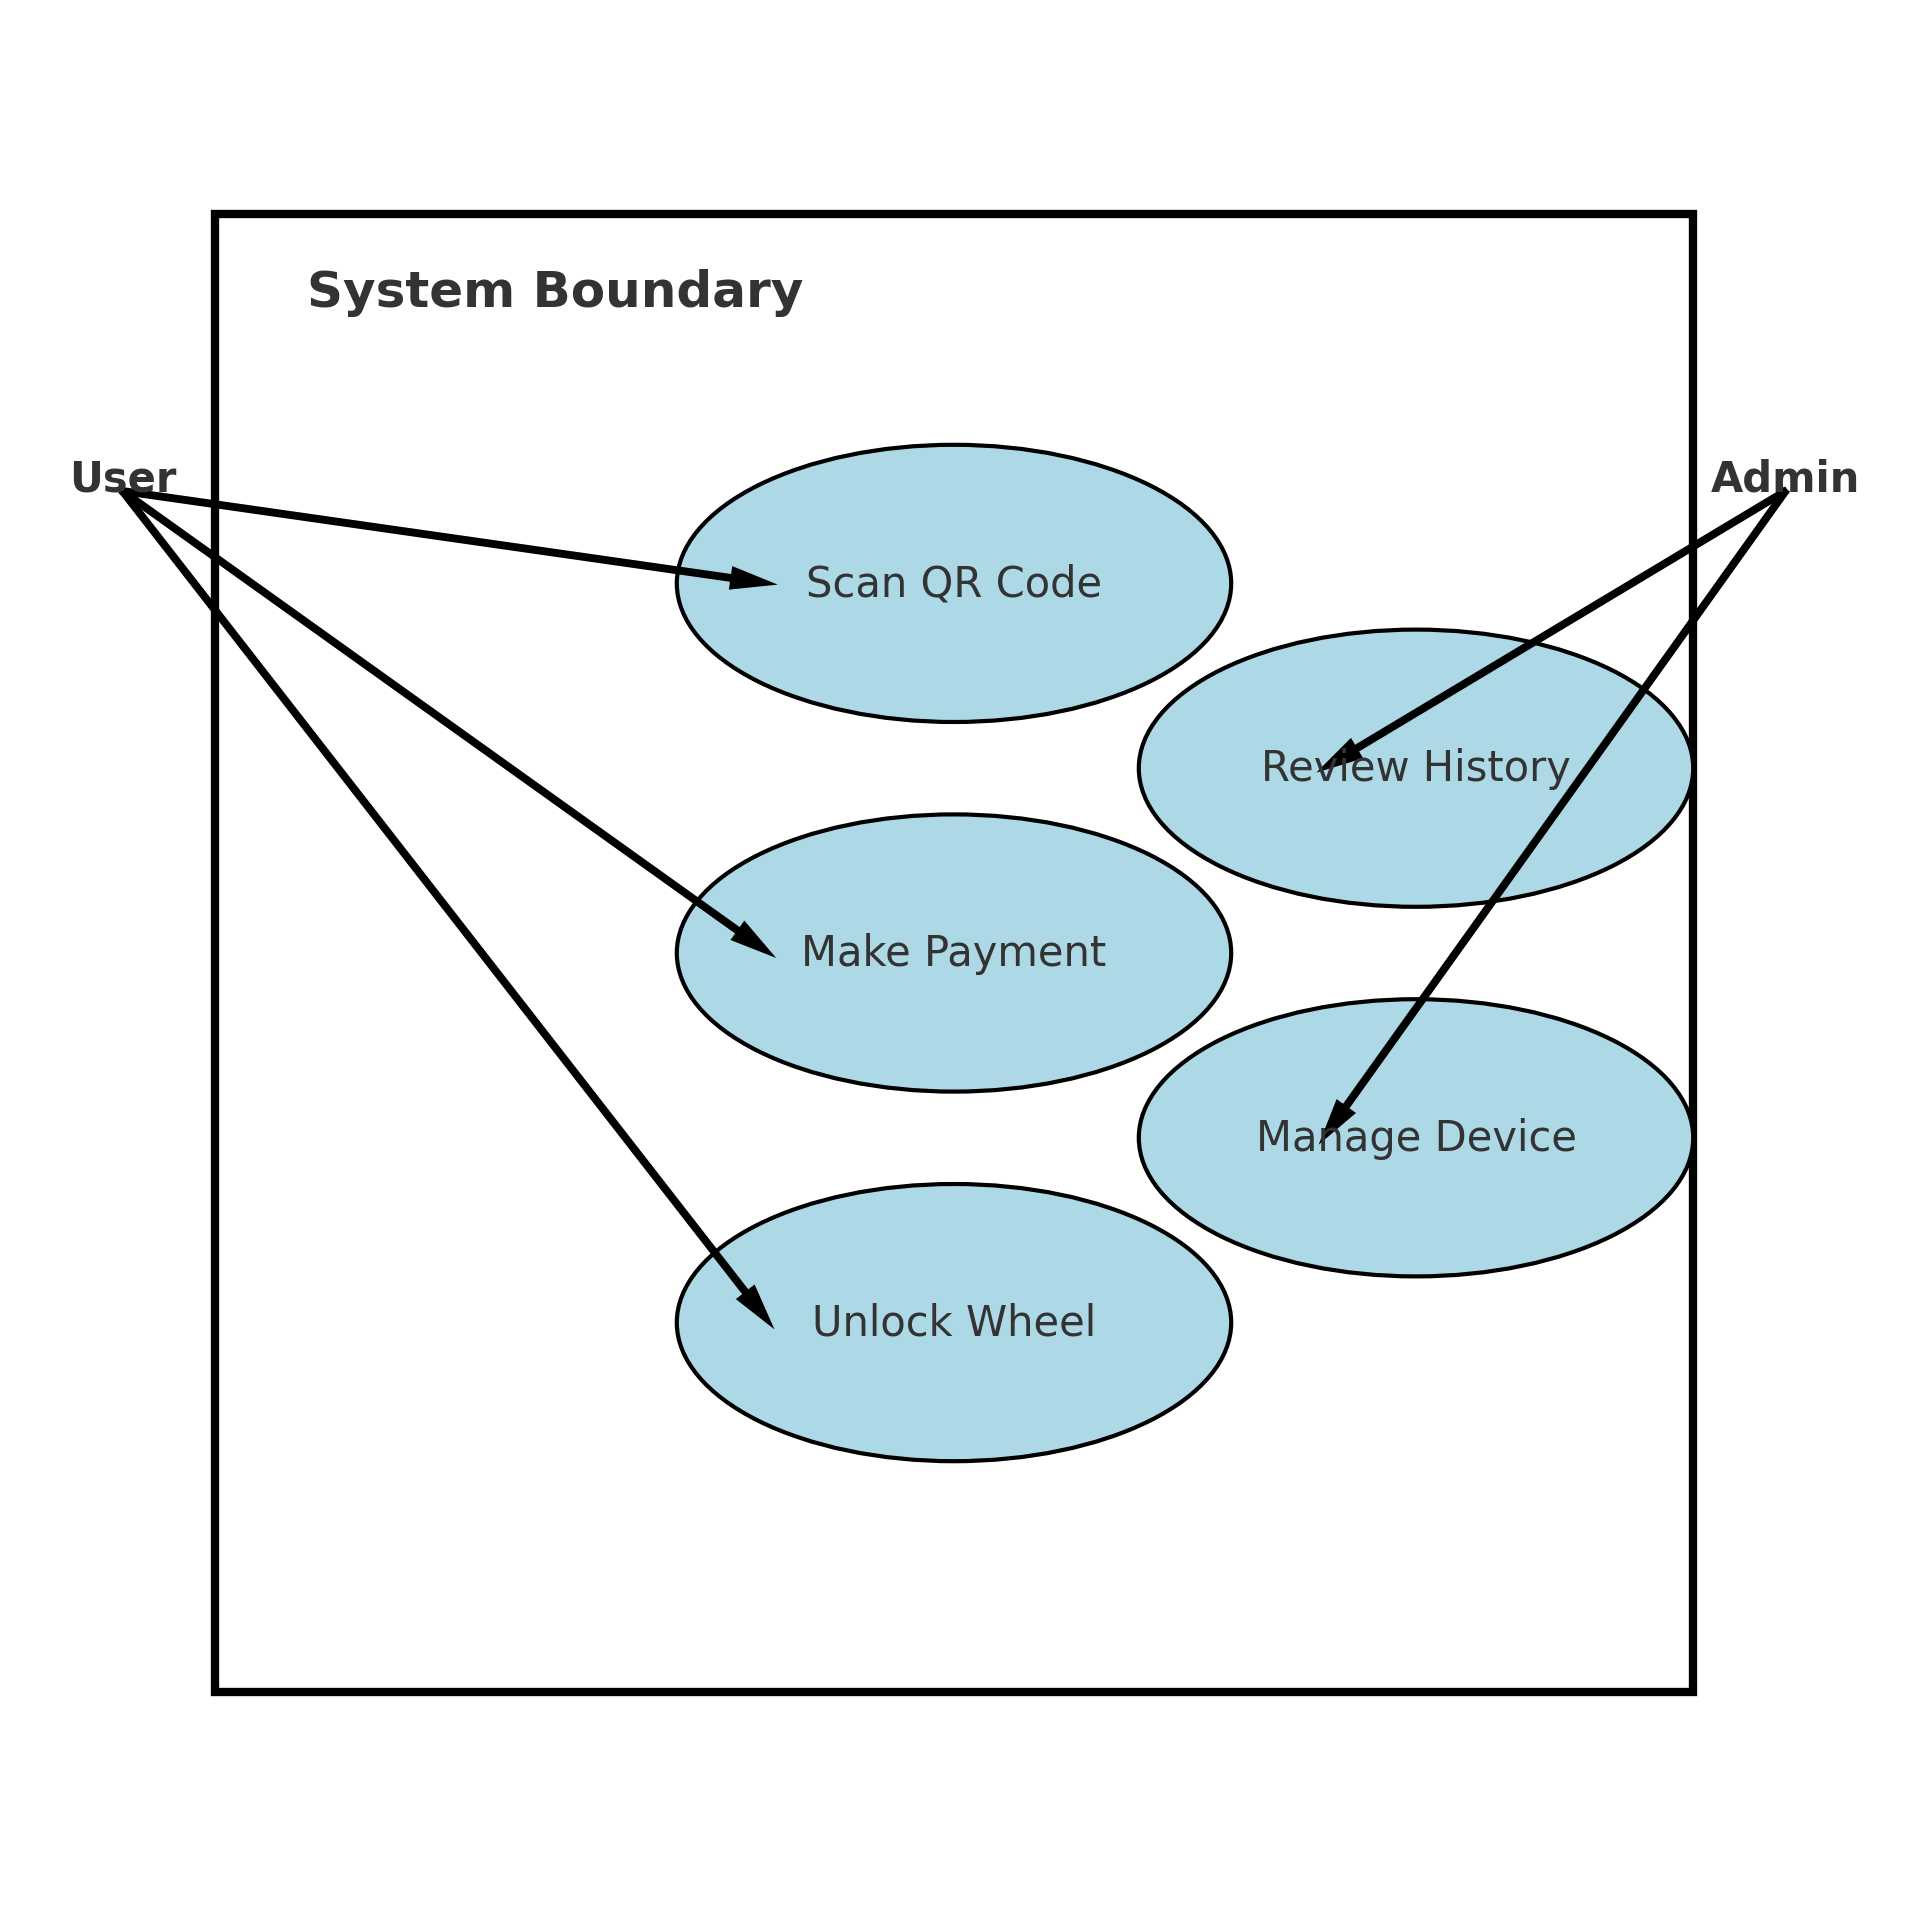 System Boundary
User
Admin
Scan QR Code
Review History
Make Payment
Manage Device
Unlock Wheel